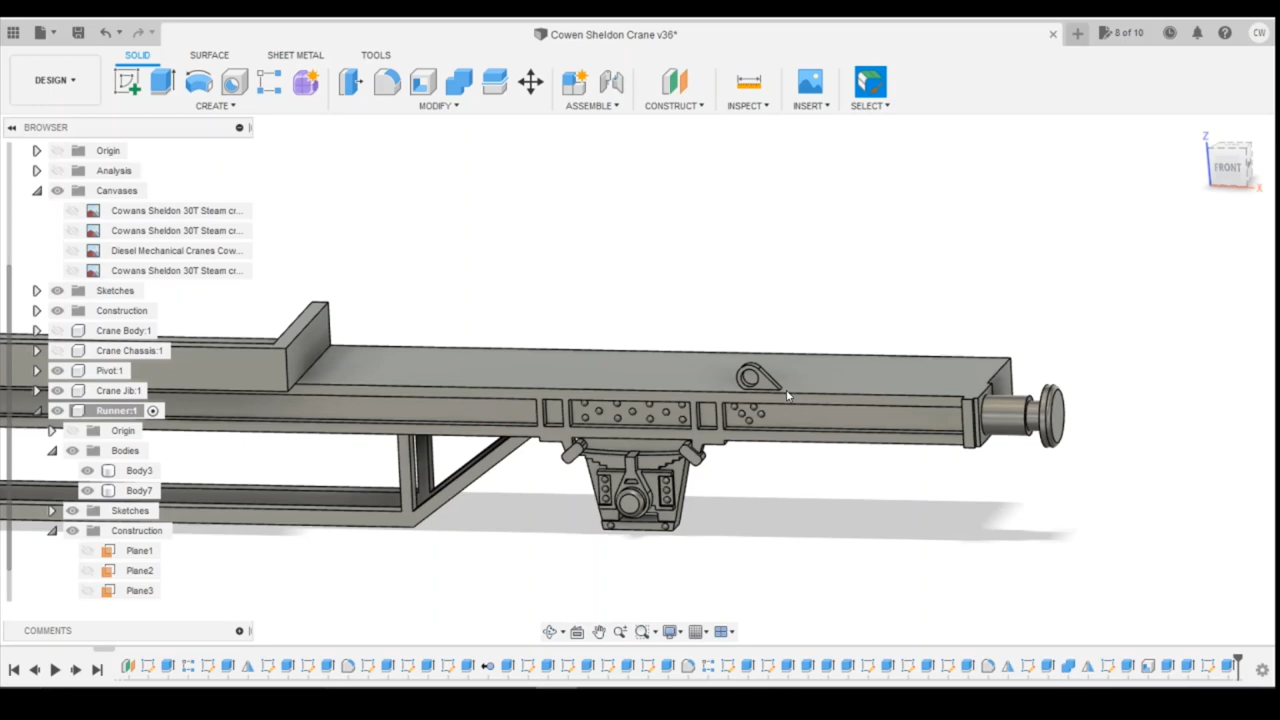 Cowen Sheldon Crane v36*
8 of 10
CW
DESIGN
SOLID
SURFACE
SHEET METAL
TOOLS
CREATE
MODIFY
ASSEMBLE
CONSTRUCT
INSPECT
INSERT
SELECT
BROWSER
Origin
Analysis
Canvases
Cowans Sheldon 30T Steam cr...
Cowans Sheldon 30T Steam cr...
Diesel Mechanical Cranes Cow...
Cowans Sheldon 30T Steam cr...
Sketches
Construction
Crane Body:1
Crane Chassis:1
Pivot:1
Crane Jib:1
Runner:1
Origin
Bodies
Body3
Body7
Sketches
Construction
Plane1
Plane2
Plane3
Z
FRONT
X
COMMENTS